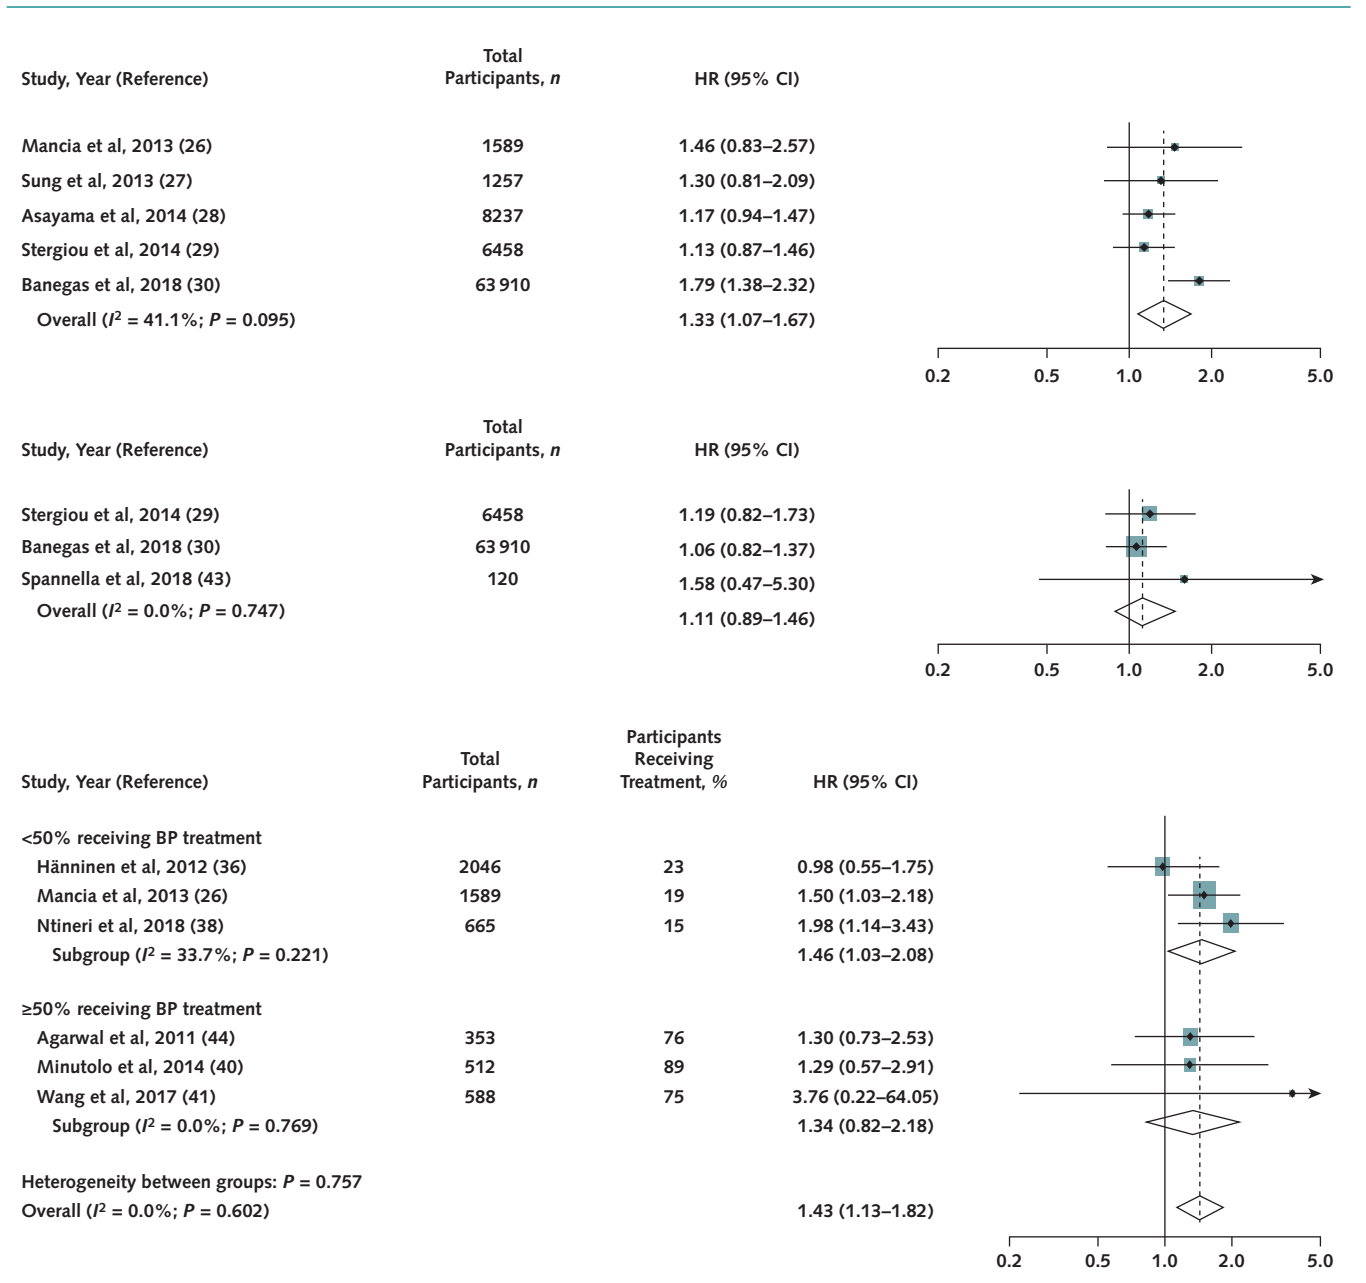 Study, Year (Reference) Total Participants, n HR (95% CI)
Mancia et al, 2013 (26) 1589 1.46 (0.83–2.57)
Sung et al, 2013 (27) 1257 1.30 (0.81–2.09)
Asayama et al, 2014 (28) 8237 1.17 (0.94–1.47)
Stergiou et al, 2014 (29) 6458 1.13 (0.87–1.46)
Banegas et al, 2018 (30) 63 910 1.79 (1.38–2.32)
Overall (I² = 41.1%; P = 0.095) 1.33 (1.07–1.67)
0.2 0.5 1.0 2.0 5.0
Study, Year (Reference) Total Participants, n HR (95% CI)
Stergiou et al, 2014 (29) 6458 1.19 (0.82–1.73)
Banegas et al, 2018 (30) 63 910 1.06 (0.82–1.37)
Spannella et al, 2018 (43) 120 1.58 (0.47–5.30)
Overall (I² = 0.0%; P = 0.747) 1.11 (0.89–1.46)
0.2 0.5 1.0 2.0 5.0
Study, Year (Reference) Total Participants, n Participants Receiving Treatment, % HR (95% CI)
<50% receiving BP treatment
Hänninen et al, 2012 (36) 2046 23 0.98 (0.55–1.75)
Mancia et al, 2013 (26) 1589 19 1.50 (1.03–2.18)
Ntineri et al, 2018 (38) 665 15 1.98 (1.14–3.43)
Subgroup (I² = 33.7%; P = 0.221) 1.46 (1.03–2.08)
≥50% receiving BP treatment
Agarwal et al, 2011 (44) 353 76 1.30 (0.73–2.53)
Minutolo et al, 2014 (40) 512 89 1.29 (0.57–2.91)
Wang et al, 2017 (41) 588 75 3.76 (0.22–64.05)
Subgroup (I² = 0.0%; P = 0.769) 1.34 (0.82–2.18)
Heterogeneity between groups: P = 0.757
Overall (I² = 0.0%; P = 0.602) 1.43 (1.13–1.82)
0.2 0.5 1.0 2.0 5.0